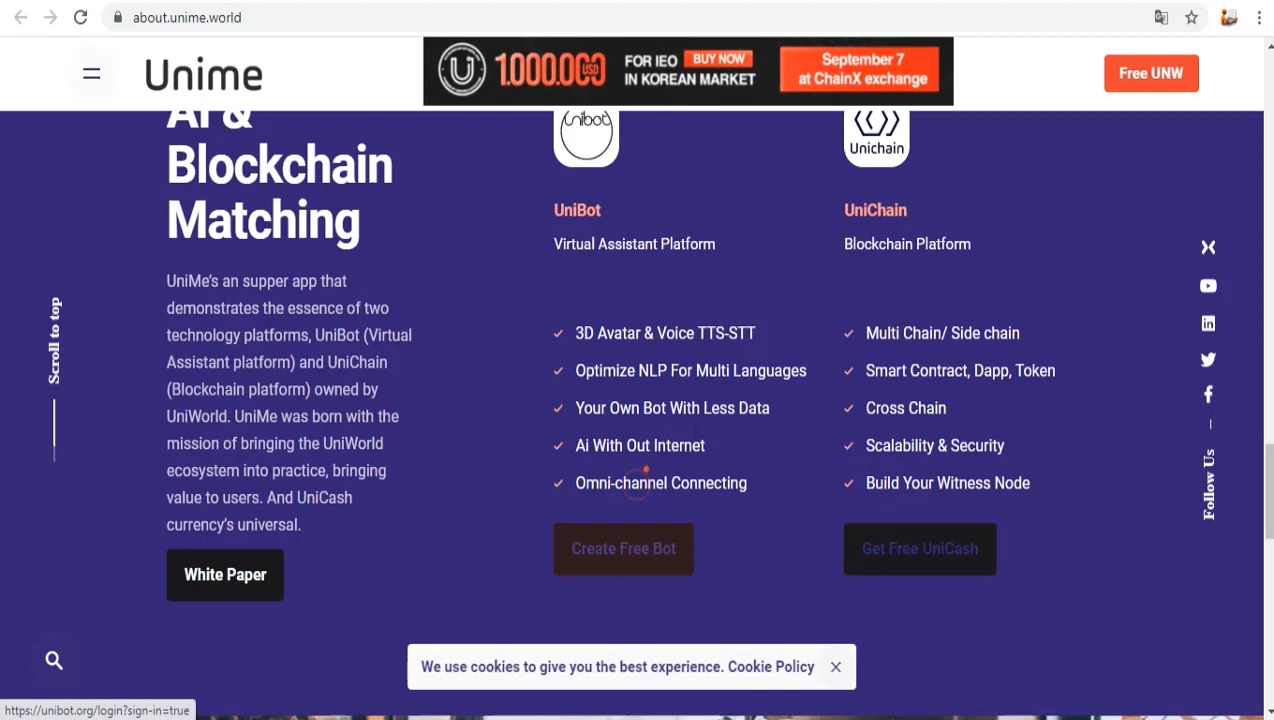 about.unime.world
Unime
1.000.000 USD
FOR IEO BUY NOW
IN KOREAN MARKET
September 7
at ChainX exchange
Free UNW
AI &
Blockchain
Matching
UniMe's an supper app that
demonstrates the essence of two
technology platforms, UniBot (Virtual
Assistant platform) and UniChain
(Blockchain platform) owned by
UniWorld. UniMe was born with the
mission of bringing the UniWorld
ecosystem into practice, bringing
value to users. And UniCash
currency's universal.
White Paper
Unibot
UniBot
Virtual Assistant Platform
3D Avatar & Voice TTS-STT
Optimize NLP For Multi Languages
Your Own Bot With Less Data
Ai With Out Internet
Omni-channel Connecting
Create Free Bot
Unichain
UniChain
Blockchain Platform
Multi Chain/ Side chain
Smart Contract, Dapp, Token
Cross Chain
Scalability & Security
Build Your Witness Node
Get Free UniCash
Scroll to top
Follow Us
We use cookies to give you the best experience. Cookie Policy
https://unibot.org/login?sign-in=true